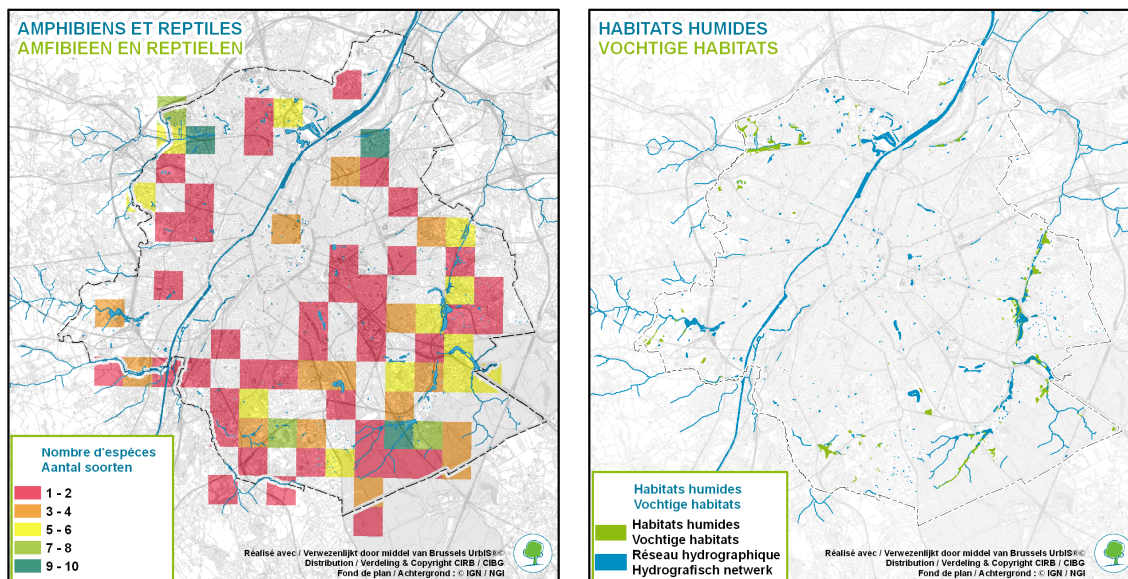 AMPHIBIENS ET REPTILES
AMFIBIEEN EN REPTIELEN
Nombre d'espèces
Aantal soorten
1 - 2
3 - 4
5 - 6
7 - 8
9 - 10
Réalisé avec / Verwezenlijkt door middel van Brussels UrbIS®©
Distribution / Verdeling & Copyright CIRB / CIBG
Fond de plan / Achtergrond : © IGN / NGI
HABITATS HUMIDES
VOCHTIGE HABITATS
Habitats humides
Vochtige habitats
Habitats humides
Vochtige habitats
Réseau hydrographique
Hydrografisch netwerk
Réalisé avec / Verwezenlijkt door middel van Brussels UrbIS®©
Distribution / Verdeling & Copyright CIRB / CIBG
Fond de plan / Achtergrond : © IGN / NGI